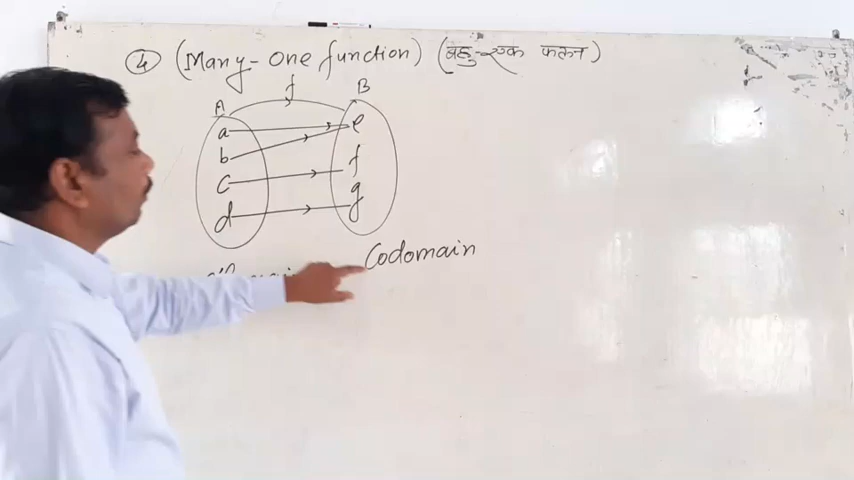 4 (Many-One function) (बहु-एक फलन)
f
A B
a e
b
c f
d g
Codomain